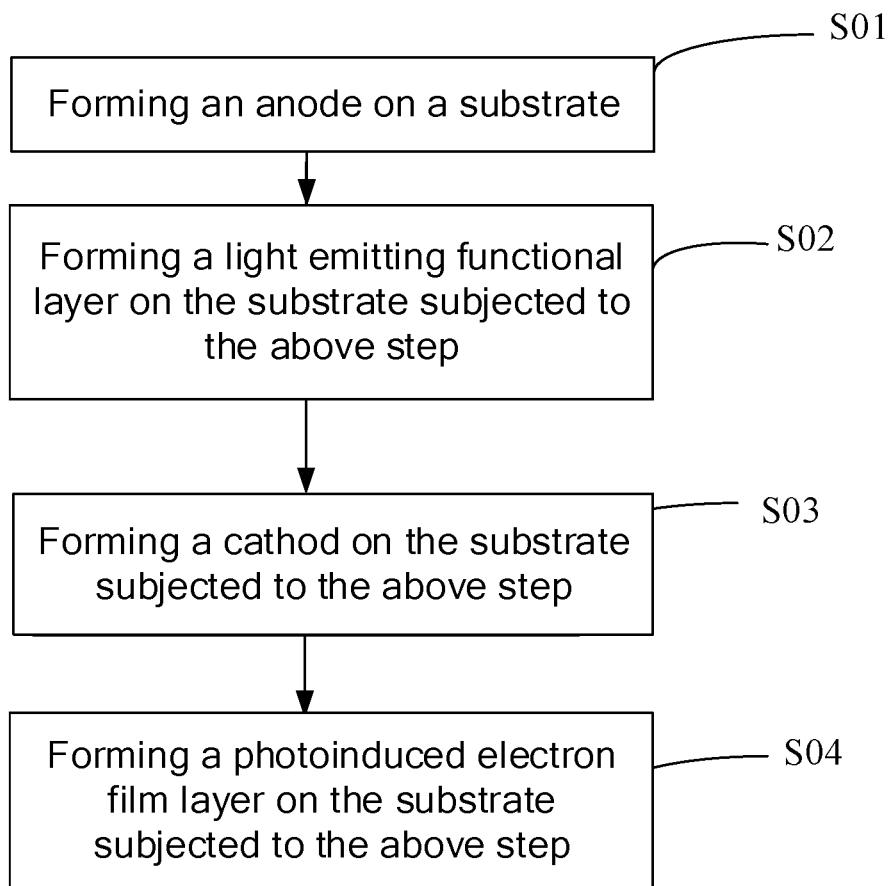 S01
Forming an anode on a substrate
S02
Forming a light emitting functional
layer on the substrate subjected to
the above step
S03
Forming a cathod on the substrate
subjected to the above step
S04
Forming a photoinduced electron
film layer on the substrate
subjected to the above step